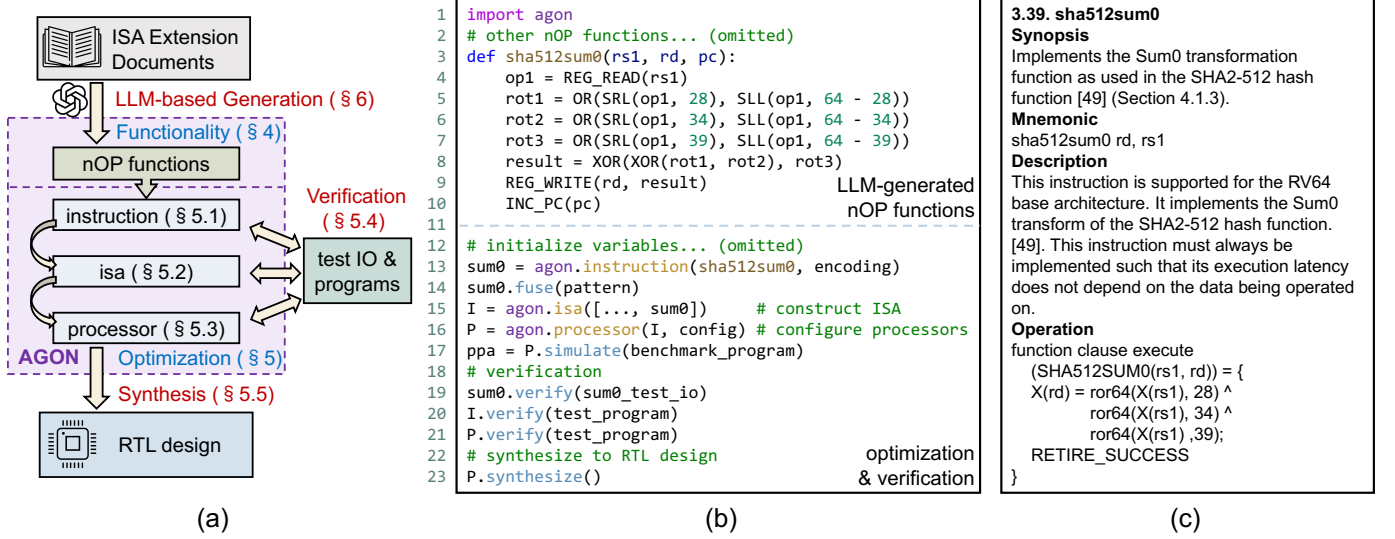 ISA Extension
Documents
LLM-based Generation ( § 6)
Functionality ( § 4)
nOP functions
instruction ( § 5.1)
isa ( § 5.2)
processor ( § 5.3)
AGON
Optimization ( § 5)
Verification
( § 5.4)
test IO &
programs
Synthesis ( § 5.5)
RTL design
(a)
1 import agon
2 # other nOP functions... (omitted)
3 def sha512sum0(rs1, rd, pc):
4 op1 = REG_READ(rs1)
5 rot1 = OR(SRL(op1, 28), SLL(op1, 64 - 28))
6 rot2 = OR(SRL(op1, 34), SLL(op1, 64 - 34))
7 rot3 = OR(SRL(op1, 39), SLL(op1, 64 - 39))
8 result = XOR(XOR(rot1, rot2), rot3)
9 REG_WRITE(rd, result)
10 INC_PC(pc)
LLM-generated
nOP functions
11
12 # initialize variables... (omitted)
13 sum0 = agon.instruction(sha512sum0, encoding)
14 sum0.fuse(pattern)
15 I = agon.isa([..., sum0]) # construct ISA
16 P = agon.processor(I, config) # configure processors
17 ppa = P.simulate(benchmark_program)
18 # verification
19 sum0.verify(sum0_test_io)
20 I.verify(test_program)
21 P.verify(test_program)
22 # synthesize to RTL design
23 P.synthesize()
optimization
& verification
(b)
3.39. sha512sum0
Synopsis
Implements the Sum0 transformation
function as used in the SHA2-512 hash
function [49] (Section 4.1.3).
Mnemonic
sha512sum0 rd, rs1
Description
This instruction is supported for the RV64
base architecture. It implements the Sum0
transform of the SHA2-512 hash function.
[49]. This instruction must always be
implemented such that its execution latency
does not depend on the data being operated
on.
Operation
function clause execute
(SHA512SUM0(rs1, rd)) = {
X(rd) = ror64(X(rs1), 28) ^
ror64(X(rs1), 34) ^
ror64(X(rs1) ,39);
RETIRE_SUCCESS
}
(c)